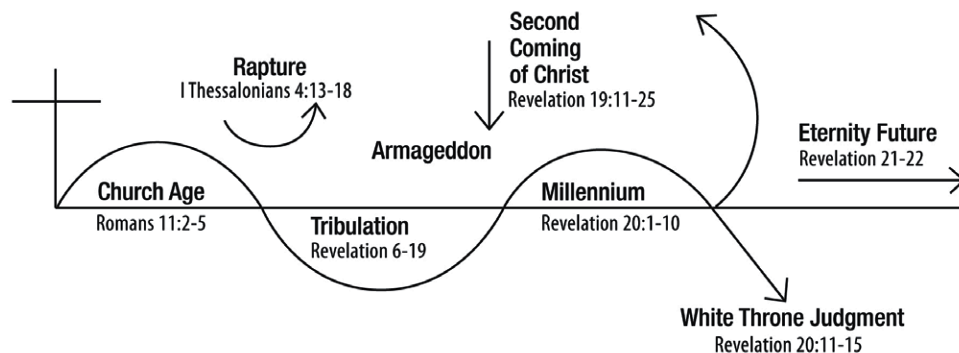 Rapture
I Thessalonians 4:13-18
Second
Coming
of Christ
Revelation 19:11-25
Armageddon
Eternity Future
Revelation 21-22
Church Age
Romans 11:2-5
Tribulation
Revelation 6-19
Millennium
Revelation 20:1-10
White Throne Judgment
Revelation 20:11-15